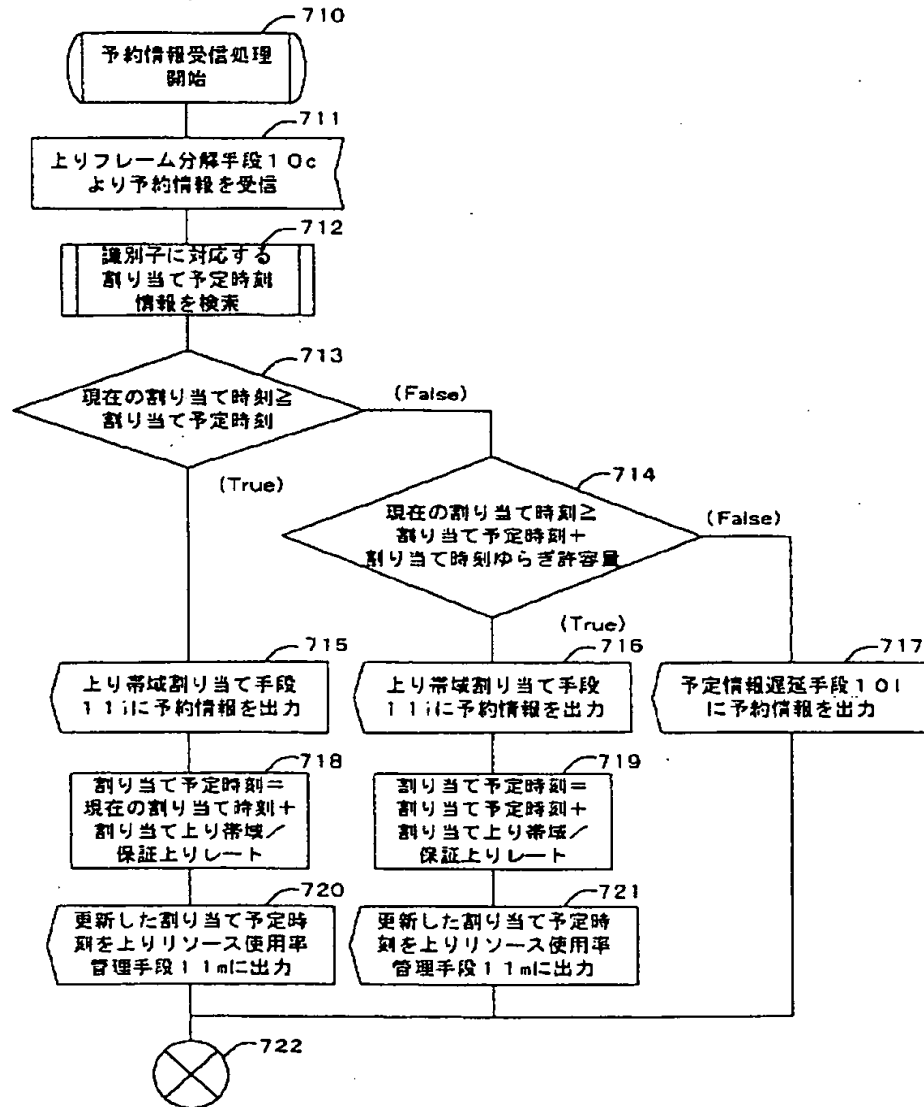 710
予約情報受信処理
開始
711
上りフレーム分解手段10c
より予約情報を受信
712
識別子に対応する
割り当て予定時刻
情報を検索
713
現在の割り当て時刻≧
割り当て予定時刻
(False)
(True)
714
現在の割り当て時刻≧
割り当て予定時刻+
割り当て時刻ゆらぎ許容量
(False)
(True)
715
上り帯域割り当て手段
11iに予約情報を出力
716
上り帯域割り当て手段
11iに予約情報を出力
717
予定情報遅延手段10l
に予約情報を出力
718
割り当て予定時刻=
現在の割り当て時刻+
割り当て上り帯域/
保証上りレート
719
割り当て予定時刻=
割り当て予定時刻+
割り当て上り帯域/
保証上りレート
720
更新した割り当て予定時
刻を上りリソース使用率
管理手段11mに出力
721
更新した割り当て予定時
刻を上りリソース使用率
管理手段11mに出力
722